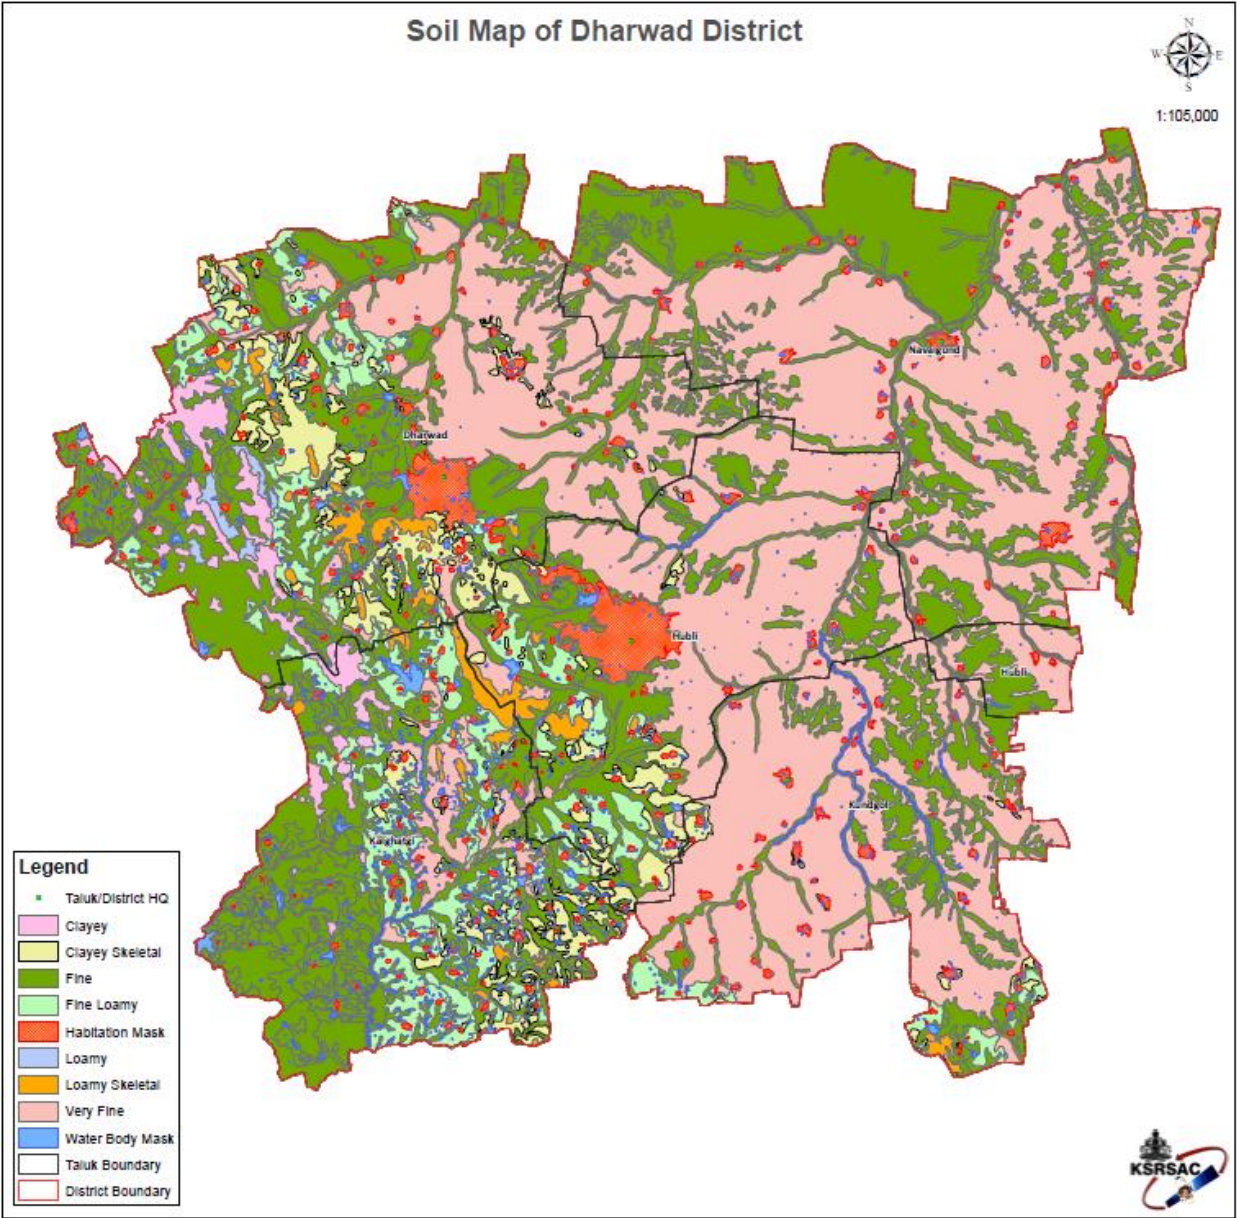 Soil Map of Dharwad District
N
W E
S
1:105,000
Navalgund
Dharwad
Hubli
Hubli
Kundgol
Kalghatgi
Legend
Taluk/District HQ
Clayey
Clayey Skeletal
Fine
Fine Loamy
Habitation Mask
Loamy
Loamy Skeletal
Very Fine
Water Body Mask
Taluk Boundary
District Boundary
KSRSAC